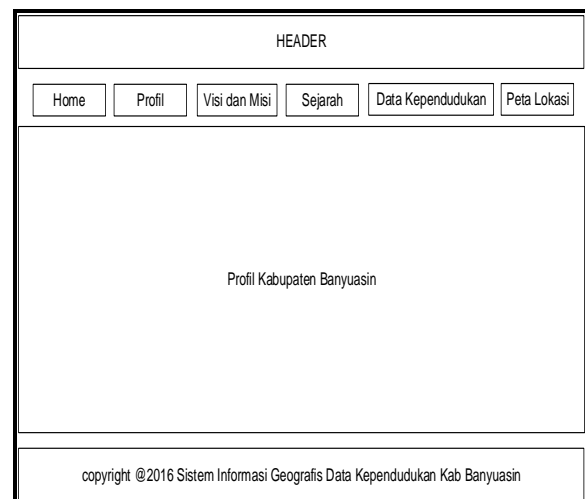 HEADER
Home Profil Visi dan Misi Sejarah Data Kependudukan Peta Lokasi
Profil Kabupaten Banyuasin
copyright @2016 Sistem Informasi Geografis Data Kependudukan Kab Banyuasin